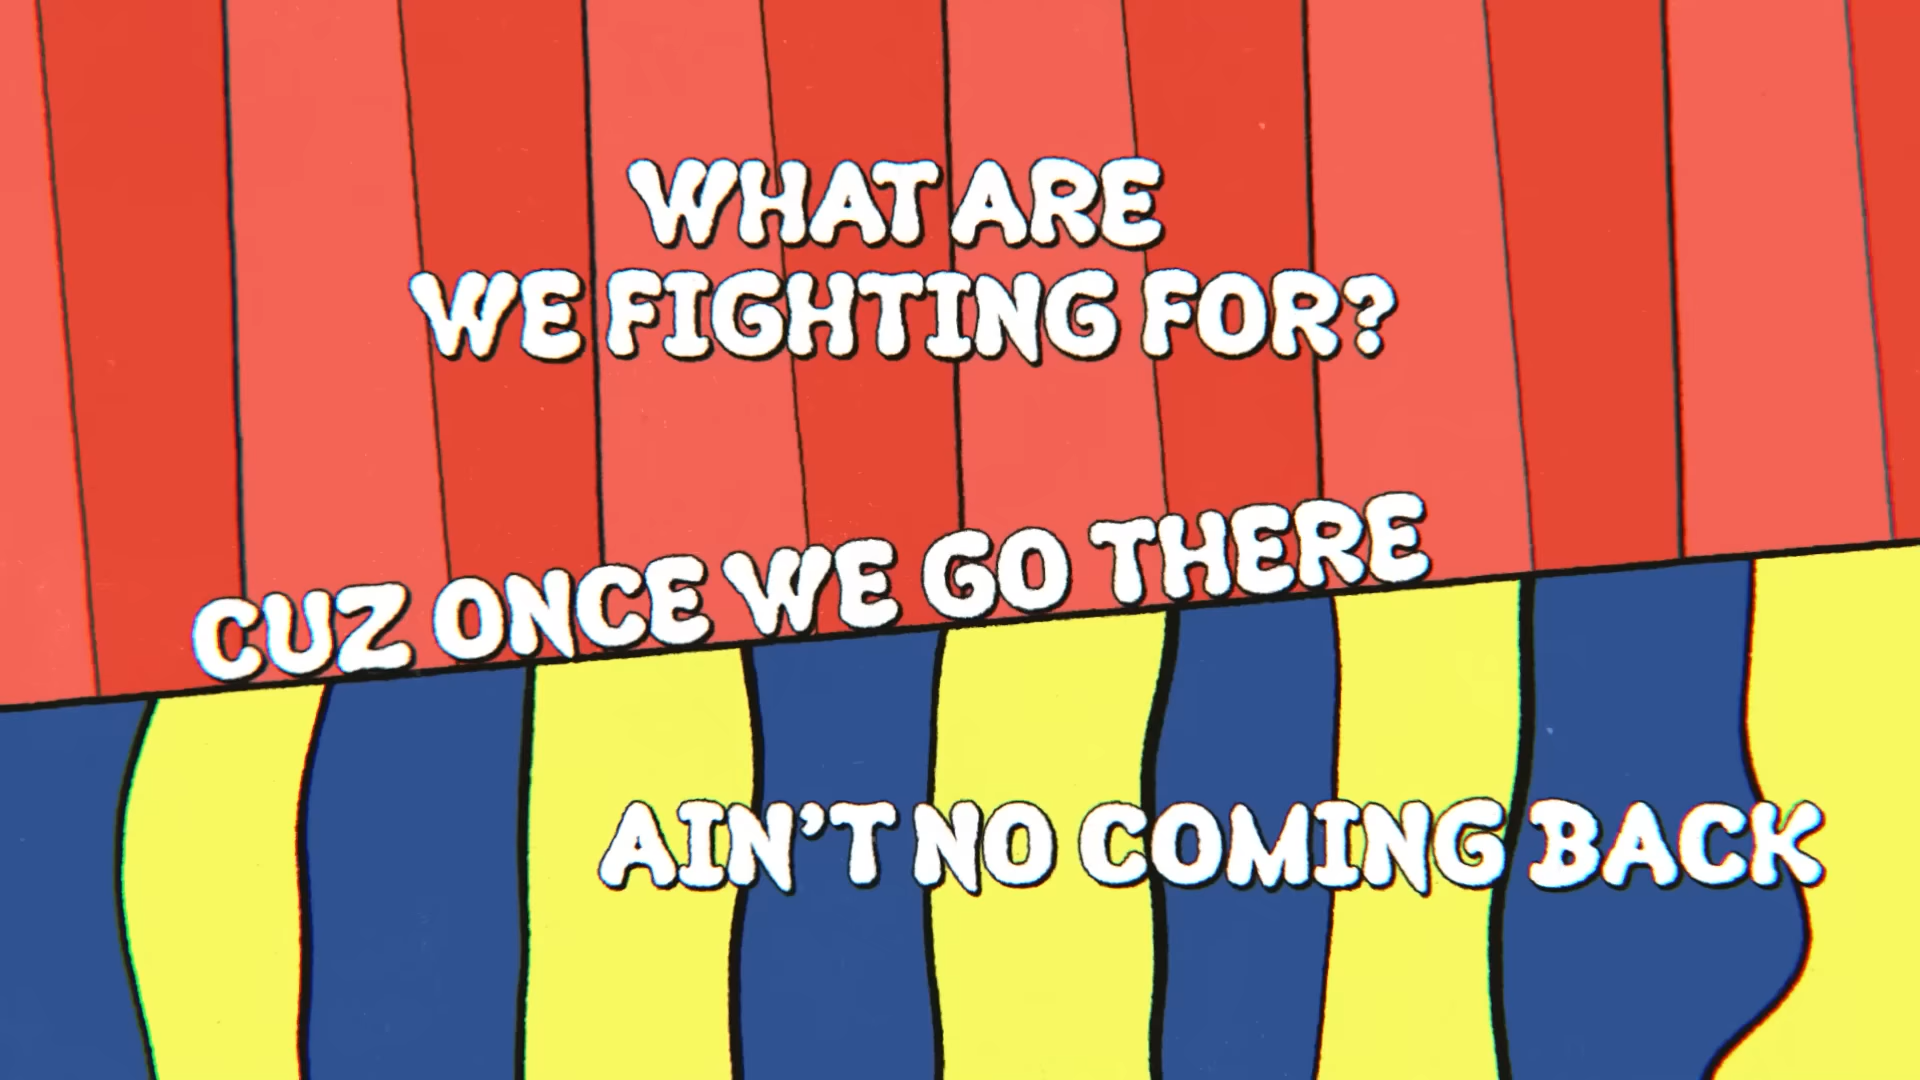 WHAT ARE
WE FIGHTING FOR?
CUZ ONCE WE GO THERE
AIN'T NO COMING BACK